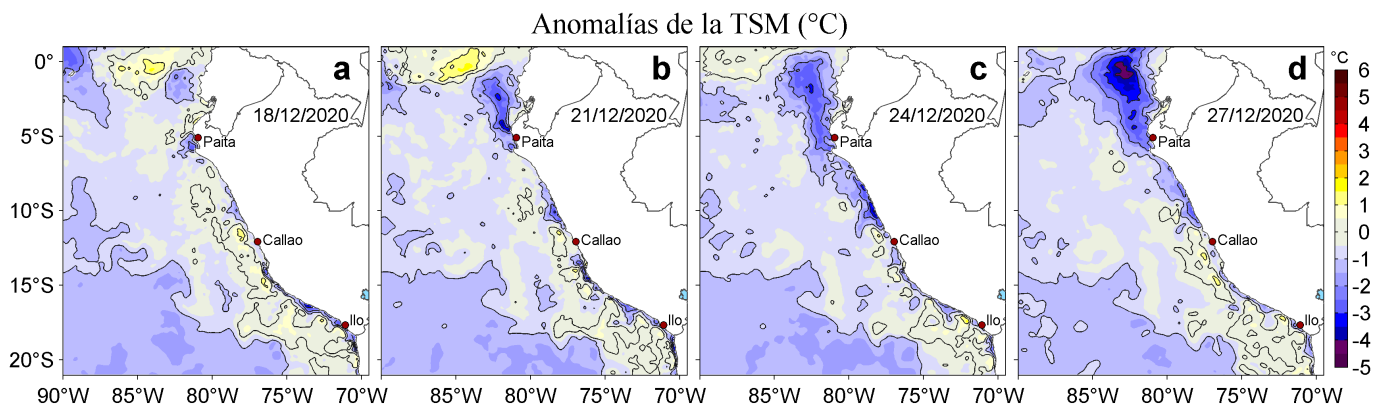 Anomalías de la TSM (°C)
a
18/12/2020
Paita
Callao
Ilo
b
21/12/2020
Paita
Callao
Ilo
c
24/12/2020
Paita
Callao
Ilo
d
27/12/2020
Paita
Callao
Ilo
0°
5°S
10°S
15°S
20°S
90°W 85°W 80°W 75°W 70°W
85°W 80°W 75°W 70°W
85°W 80°W 75°W 70°W
85°W 80°W 75°W 70°W
°C
6
5
4
3
2
1
0
-1
-2
-3
-4
-5